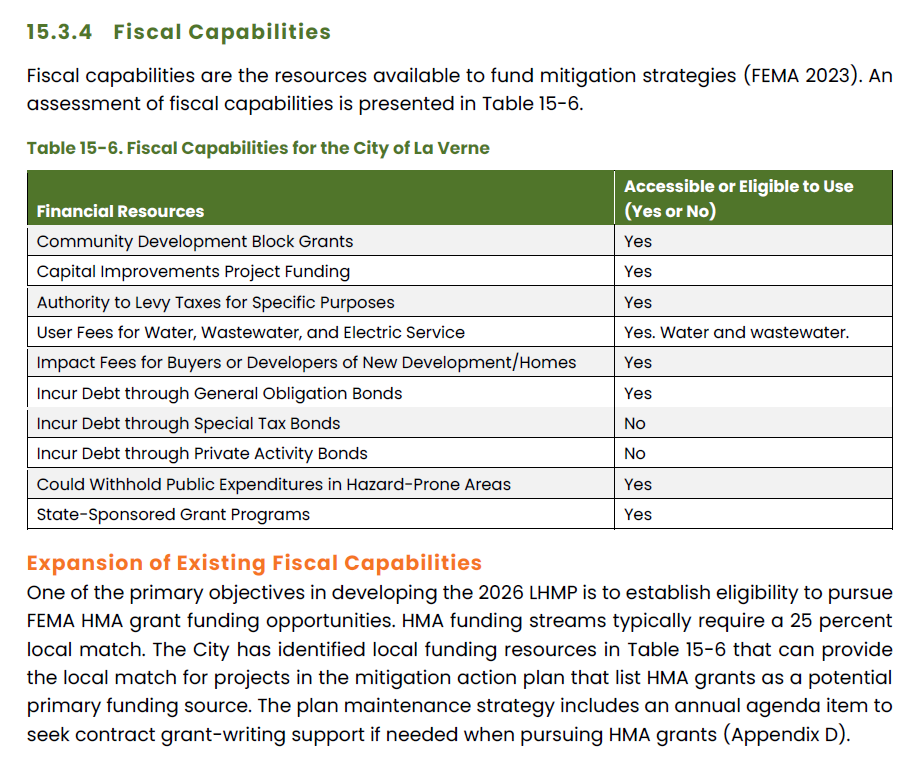 15.3.4 Fiscal Capabilities
Fiscal capabilities are the resources available to fund mitigation strategies (FEMA 2023). An
assessment of fiscal capabilities is presented in Table 15-6.
Table 15-6. Fiscal Capabilities for the City of La Verne
Financial Resources Accessible or Eligible to Use
(Yes or No)
Community Development Block Grants Yes
Capital Improvements Project Funding Yes
Authority to Levy Taxes for Specific Purposes Yes
User Fees for Water, Wastewater, and Electric Service Yes. Water and wastewater.
Impact Fees for Buyers or Developers of New Development/Homes Yes
Incur Debt through General Obligation Bonds Yes
Incur Debt through Special Tax Bonds No
Incur Debt through Private Activity Bonds No
Could Withhold Public Expenditures in Hazard-Prone Areas Yes
State-Sponsored Grant Programs Yes
Expansion of Existing Fiscal Capabilities
One of the primary objectives in developing the 2026 LHMP is to establish eligibility to pursue
FEMA HMA grant funding opportunities. HMA funding streams typically require a 25 percent
local match. The City has identified local funding resources in Table 15-6 that can provide
the local match for projects in the mitigation action plan that list HMA grants as a potential
primary funding source. The plan maintenance strategy includes an annual agenda item to
seek contract grant-writing support if needed when pursuing HMA grants (Appendix D).